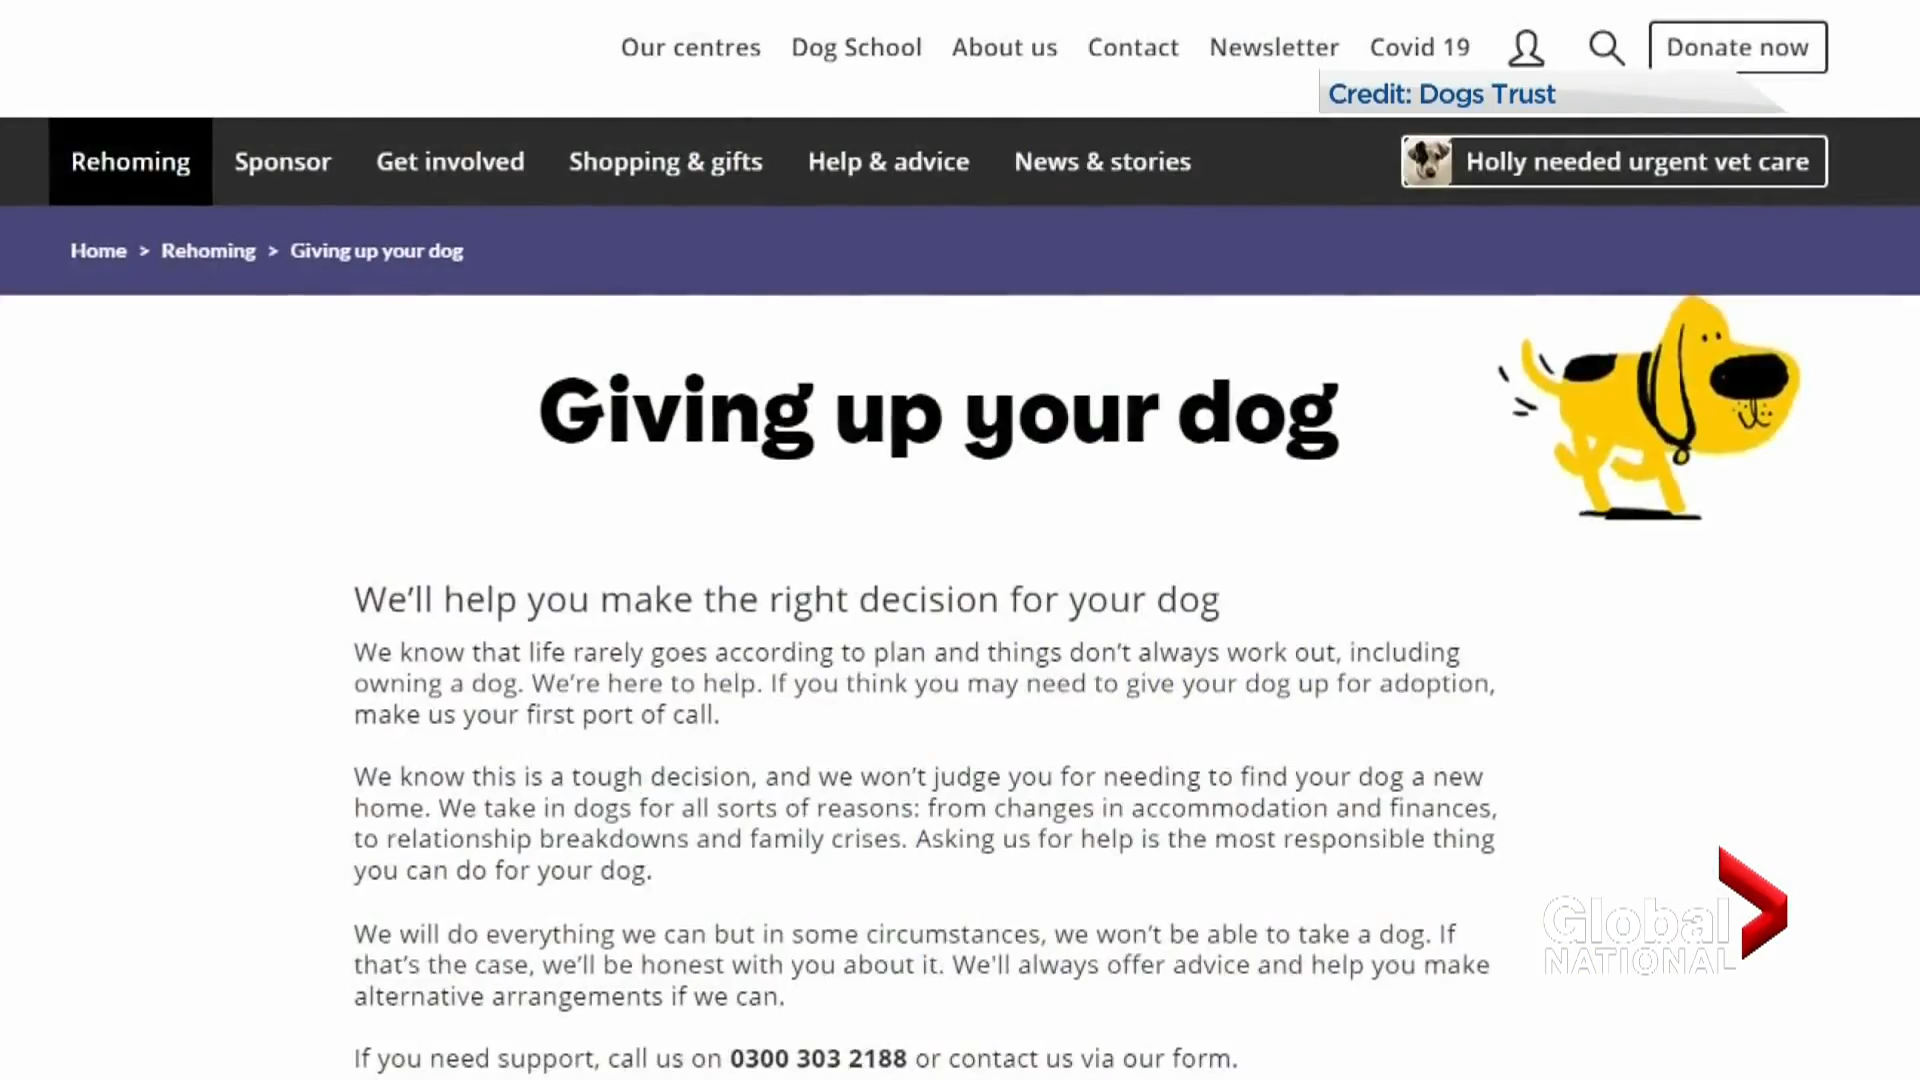 Our centres Dog School About us Contact Newsletter Covid 19 Donate now
Credit: Dogs Trust
Rehoming Sponsor Get involved Shopping & gifts Help & advice News & stories Holly needed urgent vet care
Home > Rehoming > Giving up your dog
Giving up your dog
We’ll help you make the right decision for your dog
We know that life rarely goes according to plan and things don’t always work out, including
owning a dog. We’re here to help. If you think you may need to give your dog up for adoption,
make us your first port of call.
We know this is a tough decision, and we won’t judge you for needing to find your dog a new
home. We take in dogs for all sorts of reasons: from changes in accommodation and finances,
to relationship breakdowns and family crises. Asking us for help is the most responsible thing
you can do for your dog.
We will do everything we can but in some circumstances, we won’t be able to take a dog. If
that’s the case, we’ll be honest with you about it. We'll always offer advice and help you make
alternative arrangements if we can.
If you need support, call us on 0300 303 2188 or contact us via our form.
Global
NATIONAL